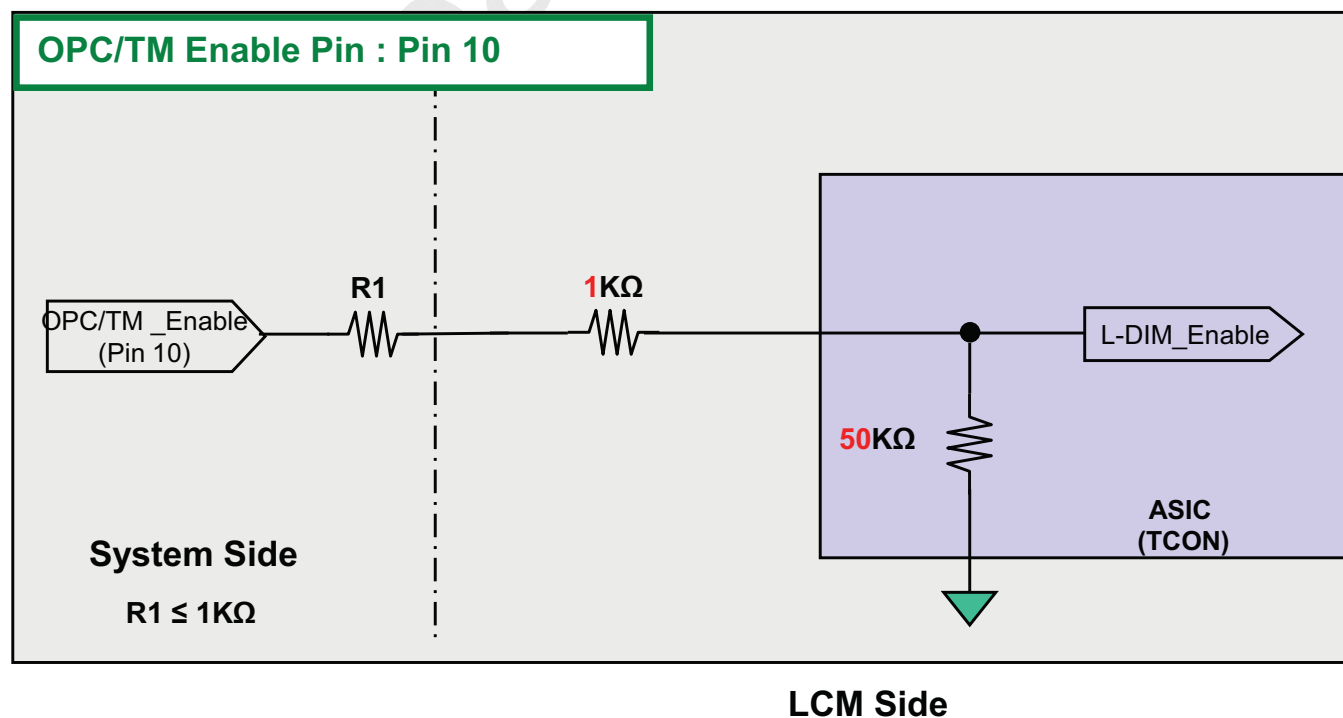 OPC/TM Enable Pin : Pin 10
R1
1KΩ
OPC/TM _Enable
(Pin 10)
L-DIM_Enable
50KΩ
ASIC
(TCON)
System Side
R1 ≤ 1KΩ
LCM Side